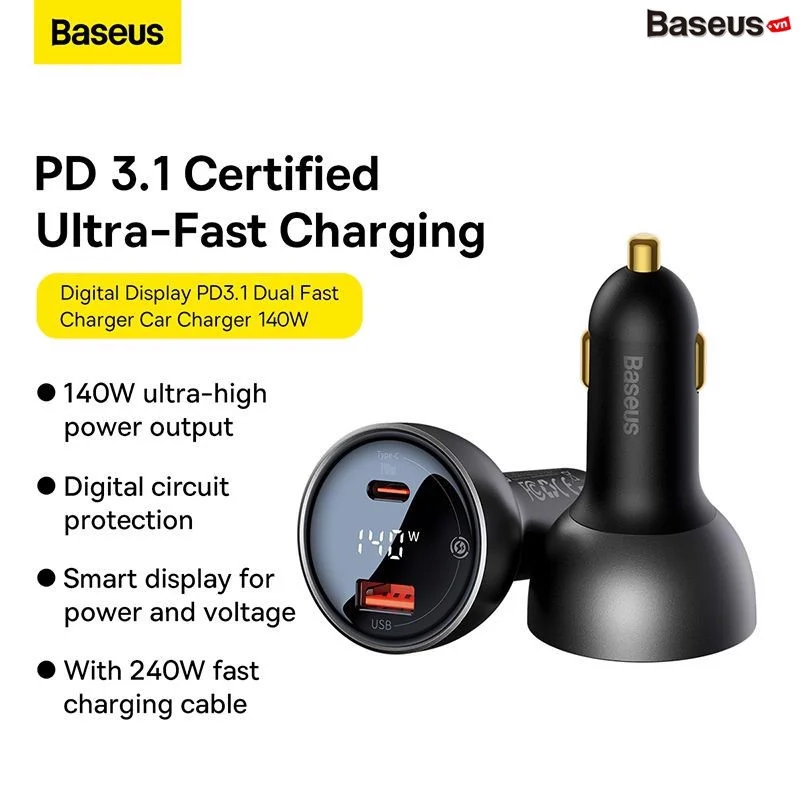 Baseus
Baseus.vn
PD 3.1 Certified
Ultra-Fast Charging
Digital Display PD3.1 Dual Fast
Charger Car Charger 140W
140W ultra-high
power output
Digital circuit
protection
Smart display for
power and voltage
With 240W fast
charging cable
Type-C
140W
USB
Baseus